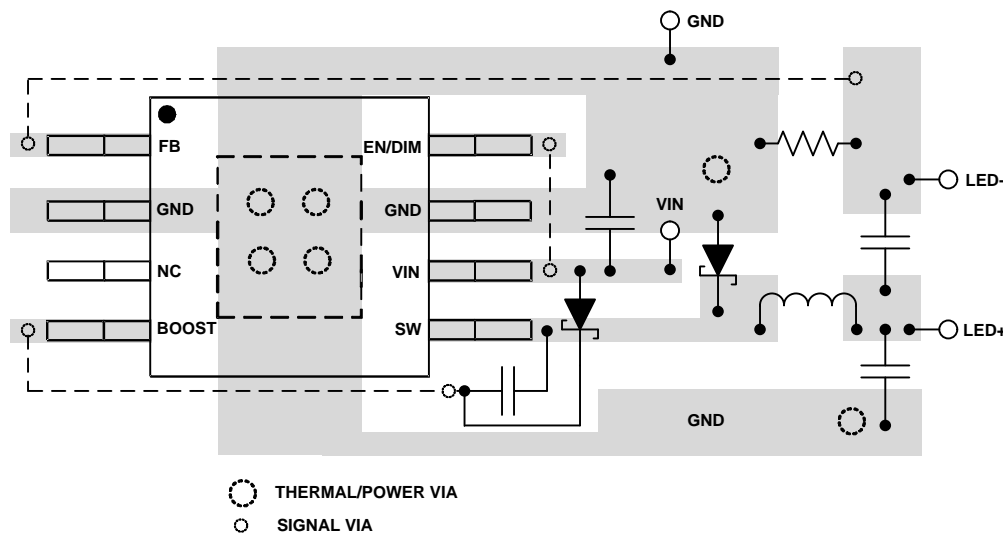 GND
FB
EN/DIM
GND
GND
VIN
LED-
NC
VIN
BOOST
SW
LED+
GND
THERMAL/POWER VIA
SIGNAL VIA